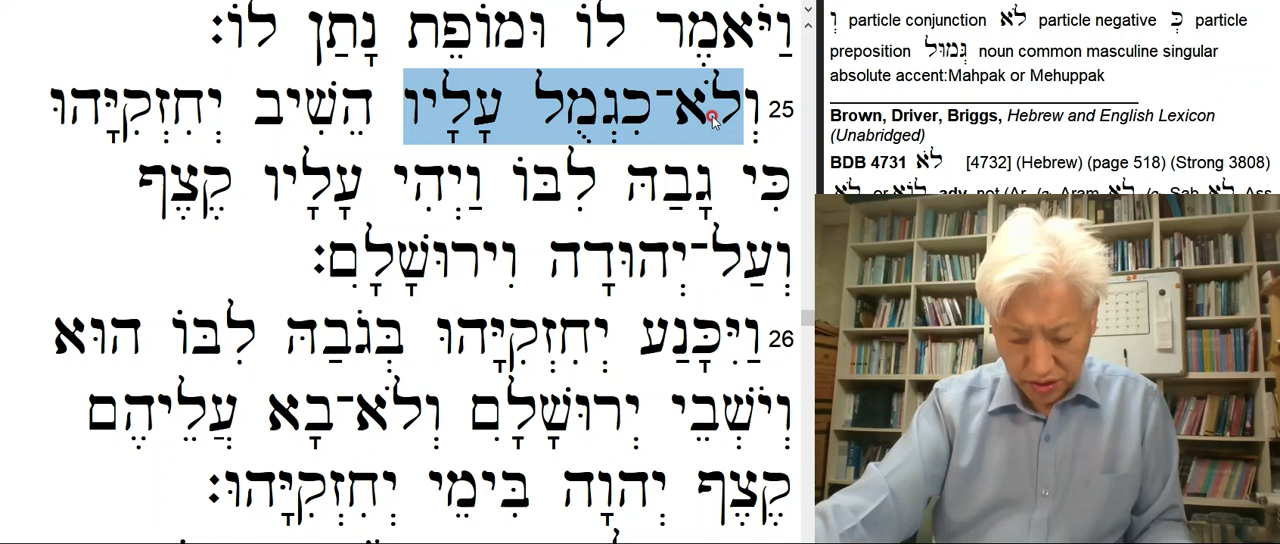 וַיֹּאמֶר לוֹ וּמוֹפֵת נָתַן לוֹ׃
25 וְלֹא־כִגְמֻל עָלָיו הֵשִׁיב יְחִזְקִיָּהוּ
כִּי גָבַהּ לִבּוֹ וַיְהִי עָלָיו קֶצֶף
וְעַל־יְהוּדָה וִירוּשָׁלִָם׃
26 וַיִּכָּנַע יְחִזְקִיָּהוּ בְּגֹבַהּ לִבּוֹ הוּא
וְיֹשְׁבֵי יְרוּשָׁלִָם וְלֹא־בָא עֲלֵיהֶם
קֶצֶף יְהוָה בִּימֵי יְחִזְקִיָּהוּ׃
וְ particle conjunction לֹא particle negative כְּ particle
preposition גְּמוּל noun common masculine singular
absolute accent:Mahpak or Mehuppak
Brown, Driver, Briggs, Hebrew and English Lexicon
(Unabridged)
BDB 4731 לֹא [4732] (Hebrew) (page 518) (Strong 3808)